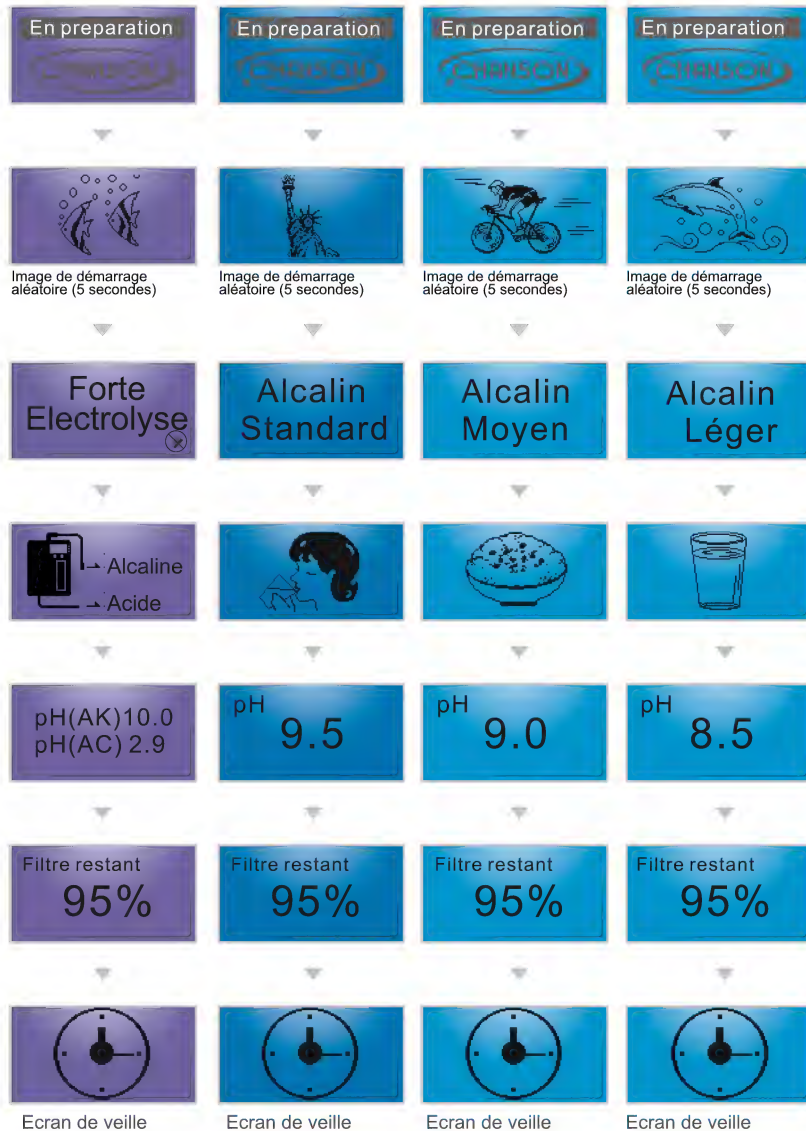 En preparation
CHANSON
En preparation
CHANSON
En preparation
CHANSON
En preparation
CHANSON
Image de démarrage
aléatoire (5 secondes)
Image de démarrage
aléatoire (5 secondes)
Image de démarrage
aléatoire (5 secondes)
Image de démarrage
aléatoire (5 secondes)
Forte
Electrolyse
Alcalin
Standard
Alcalin
Moyen
Alcalin
Léger
Alcaline
Acide
pH(AK)10.0
pH(AC) 2.9
pH
9.5
pH
9.0
pH
8.5
Filtre restant
95%
Filtre restant
95%
Filtre restant
95%
Filtre restant
95%
Ecran de veille
Ecran de veille
Ecran de veille
Ecran de veille